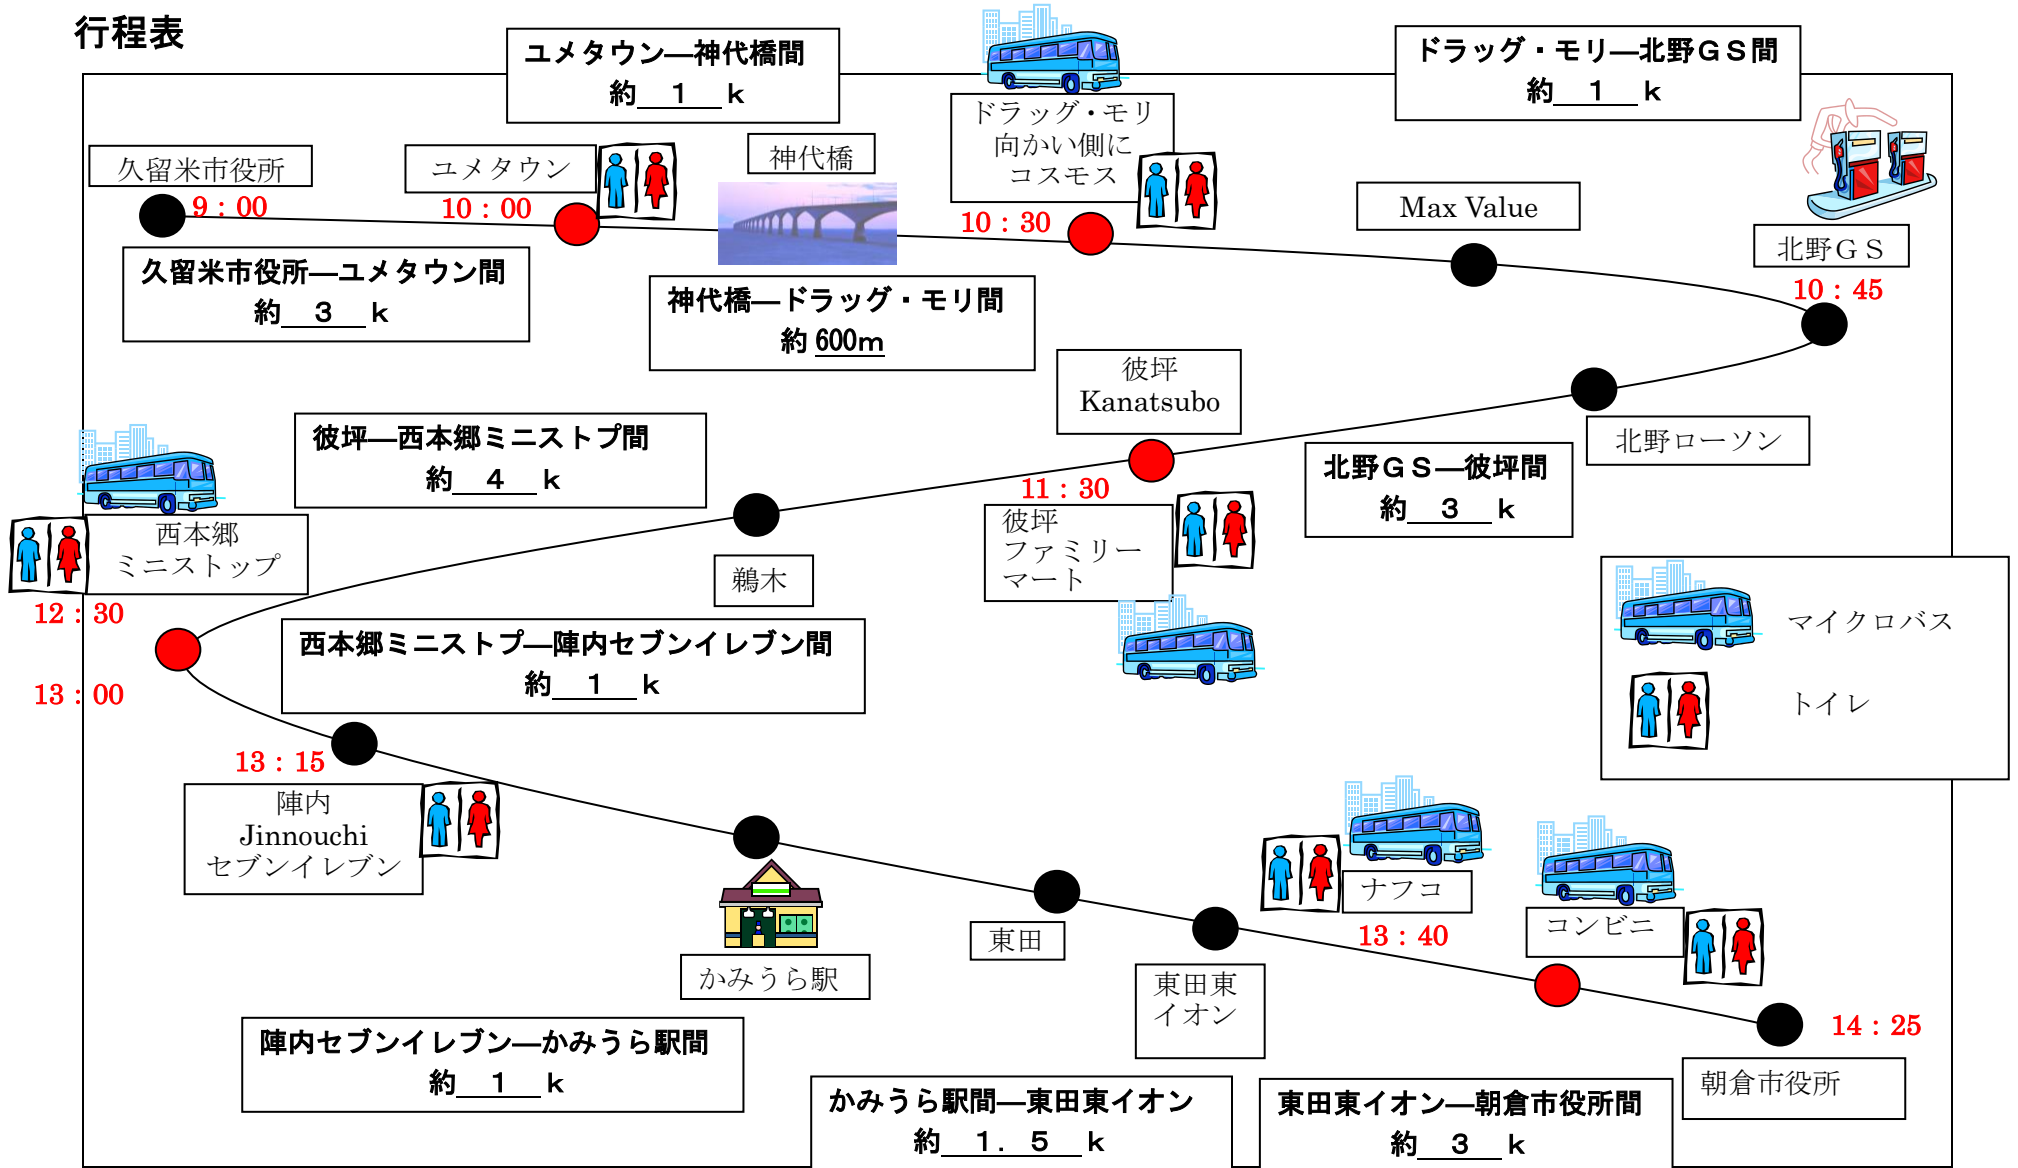 行程表
ユメタウン―神代橋間
約 1 k
ドラッグ・モリ―北野GS間
約 1 k
久留米市役所
9:00
ユメタウン
10:00
神代橋
ドラッグ・モリ
向かい側に
コスモス
10:30
Max Value
北野GS
10:45
久留米市役所―ユメタウン間
約 3 k
神代橋―ドラッグ・モリ間
約 600m
彼坪
Kanatsubo
11:30
彼坪
ファミリー
マート
北野ローソン
北野GS―彼坪間
約 3 k
彼坪―西本郷ミニストプ間
約 4 k
西本郷
ミニストップ
12:30
13:00
鵜木
西本郷ミニストプ―陣内セブンイレブン間
約 1 k
マイクロバス
トイレ
13:15
陣内
Jinnouchi
セブンイレブン
かみうら駅
東田
東田東
イオン
ナフコ
13:40
コンビニ
14:25
朝倉市役所
陣内セブンイレブン―かみうら駅間
約 1 k
かみうら駅間―東田東イオン
約 1.5 k
東田東イオン―朝倉市役所間
約 3 k